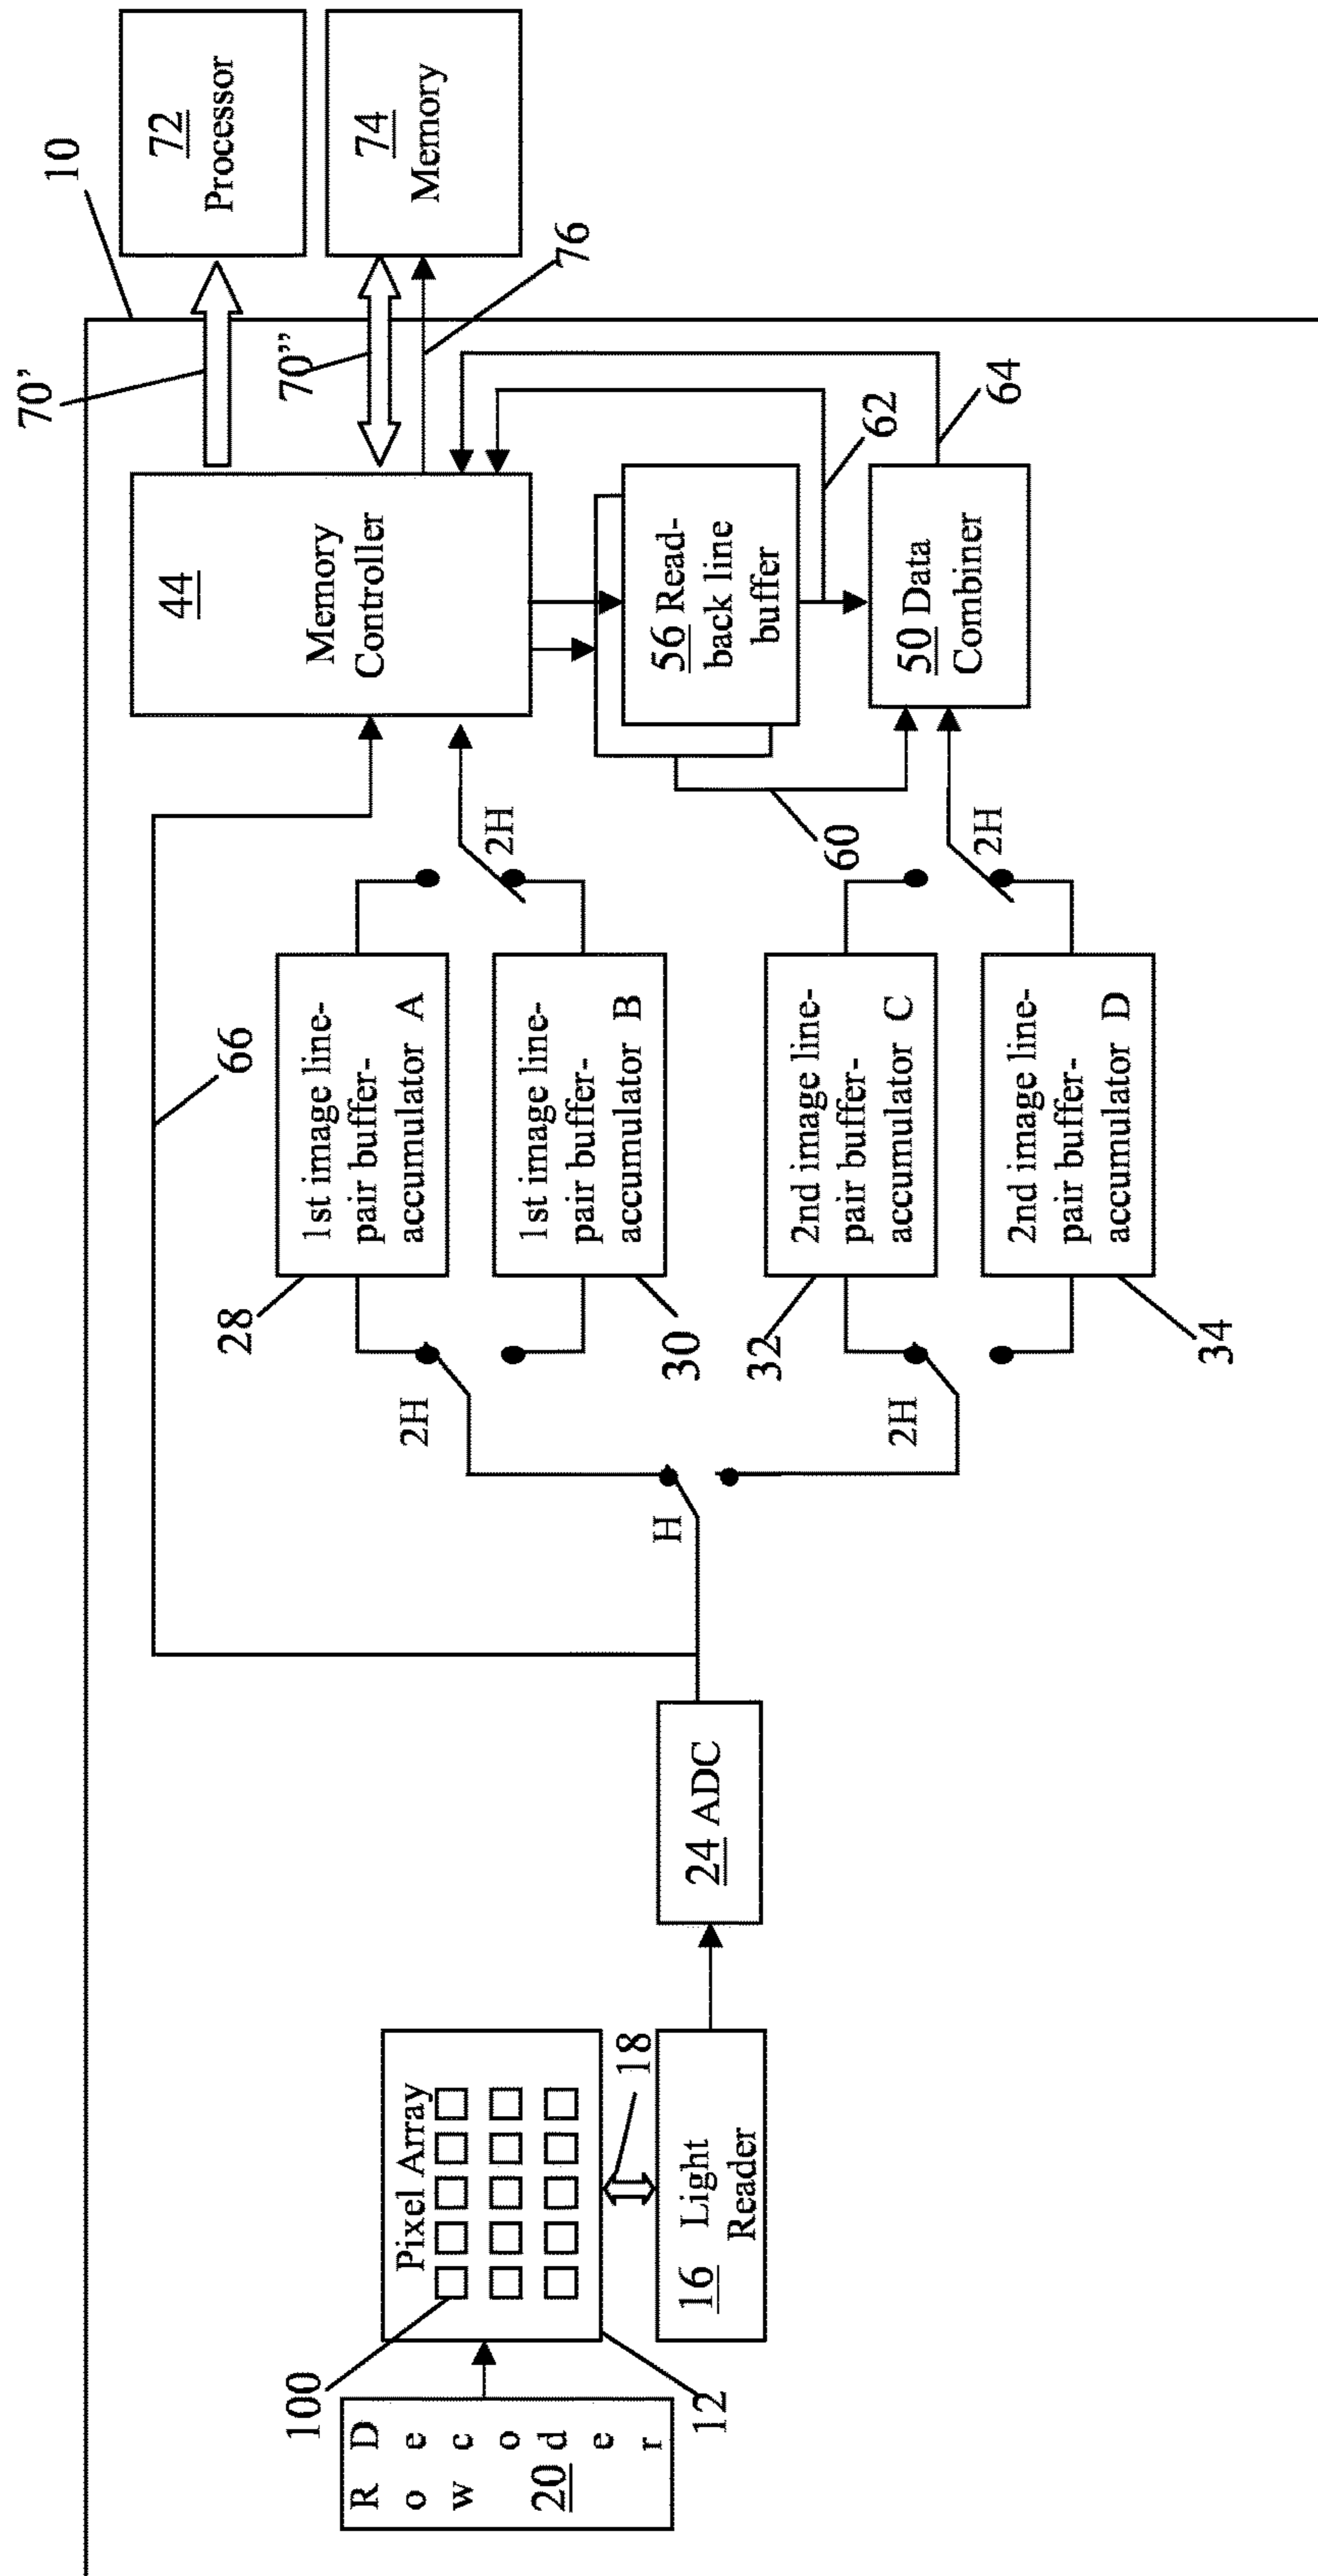 10
70'
70''
72
Processor
74
Memory
76
44
Memory
Controller
66
56 Read-
back line
buffer
62
64
50 Data
Combiner
60
2H
2H
28
1st image line-
pair buffer-
accumulator A
30
1st image line-
pair buffer-
accumulator B
32
2nd image line-
pair buffer-
accumulator C
34
2nd image line-
pair buffer-
accumulator D
2H
2H
H
24 ADC
Pixel Array
100
18
16 Light
Reader
12
Row
Decoder
20